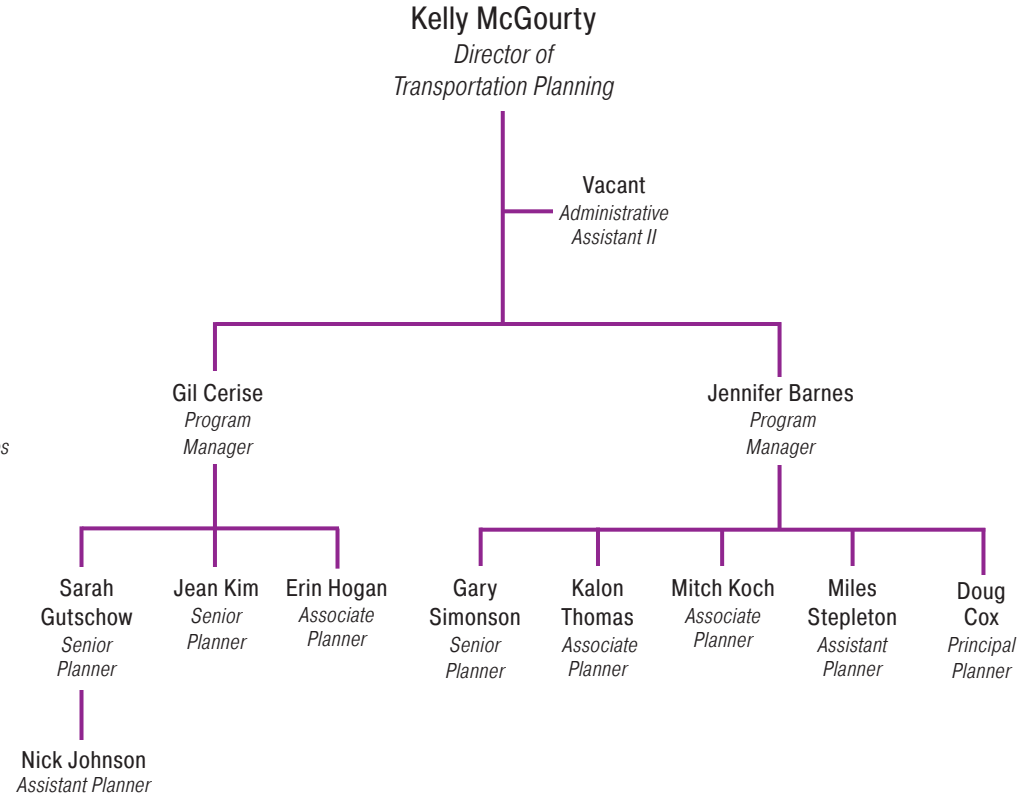 Kelly McGourty
Director of
Transportation Planning
Vacant
Administrative
Assistant II
Gil Cerise
Program
Manager
Jennifer Barnes
Program
Manager
Sarah
Gutschow
Senior
Planner
Jean Kim
Senior
Planner
Erin Hogan
Associate
Planner
Gary
Simonson
Senior
Planner
Kalon
Thomas
Associate
Planner
Mitch Koch
Associate
Planner
Miles
Stepleton
Assistant
Planner
Doug
Cox
Principal
Planner
Nick Johnson
Assistant Planner